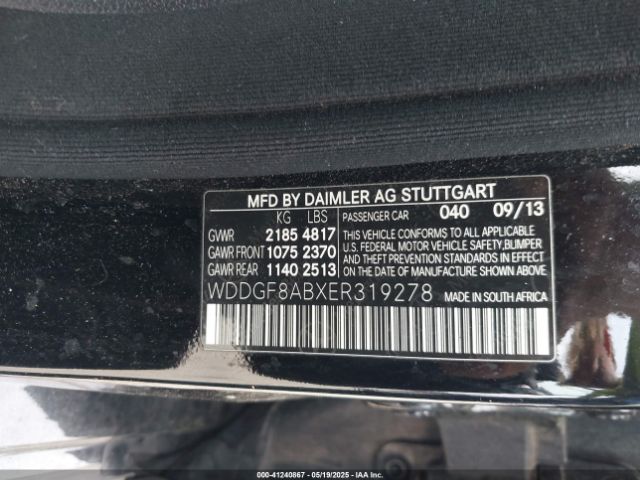 MFD BY DAIMLER AG STUTTGART
KG LBS PASSENGER CAR 040 09/13
GVWR 2185 4817
GAWR FRONT 1075 2370
GAWR REAR 1140 2513
THIS VEHICLE CONFORMS TO ALL APPLICABLE
U.S. FEDERAL MOTOR VEHICLE SAFETY, BUMPER
AND THEFT PREVENTION STANDARDS IN EFFECT
ON THE DATE OF MANUFACTURE SHOWN ABOVE.
WDDGF8ABXER319278 MADE IN SOUTH AFRICA
000-41240867 - 05/19/2025 - IAAI, Inc.